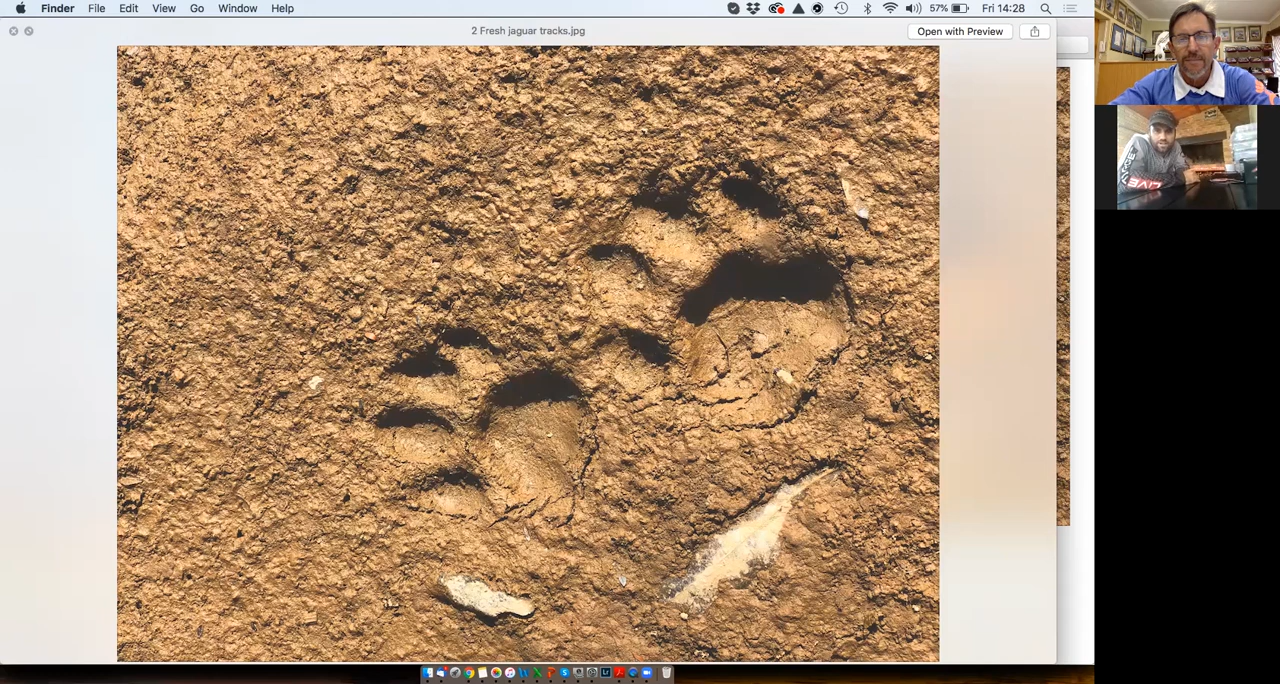 Finder File Edit View Go Window Help 57% Fri 14:28
2 Fresh jaguar tracks.jpg Open with Preview
LIVE